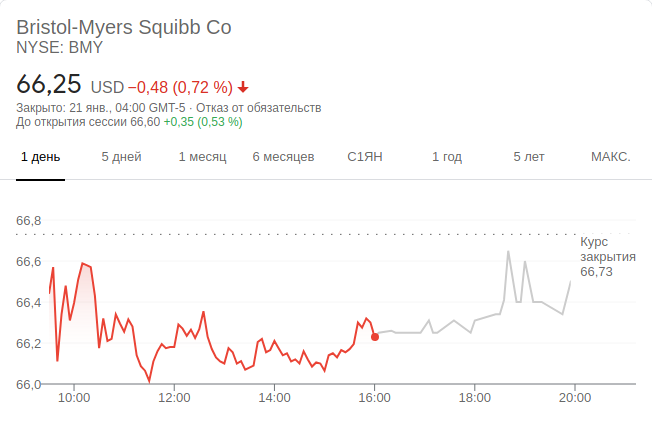 Bristol-Myers Squibb Co
NYSE: BMY
66,25 USD −0,48 (0,72 %)
Закрыто: 21 янв., 04:00 GMT-5 · Отказ от обязательств
До открытия сессии 66,60 +0,35 (0,53 %)
1 день 5 дней 1 месяц 6 месяцев С1ЯН 1 год 5 лет МАКС.
66,8
Курс
закрытия
66,73
66,6
66,4
66,2
66,0
10:00 12:00 14:00 16:00 18:00 20:00